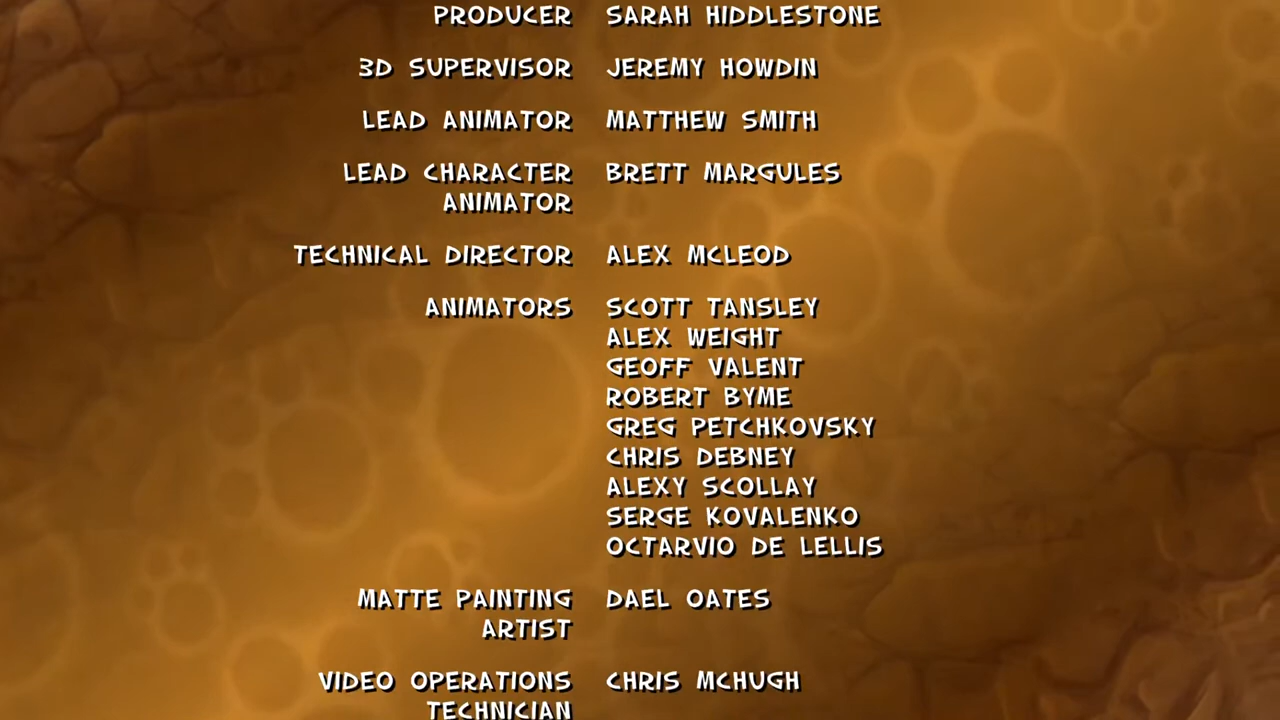 PRODUCER SARAH HIDDLESTONE
3D SUPERVISOR JEREMY HOWDIN
LEAD ANIMATOR MATTHEW SMITH
LEAD CHARACTER BRETT MARGULES
ANIMATOR
TECHNICAL DIRECTOR ALEX MCLEOD
ANIMATORS SCOTT TANSLEY
ALEX WEIGHT
GEOFF VALENT
ROBERT BYME
GREG PETCHKOVSKY
CHRIS DEBNEY
ALEXY SCOLLAY
SERGE KOVALENKO
OCTARVIO DE LELLIS
MATTE PAINTING DAEL OATES
ARTIST
VIDEO OPERATIONS CHRIS MCHUGH
TECHNICIAN